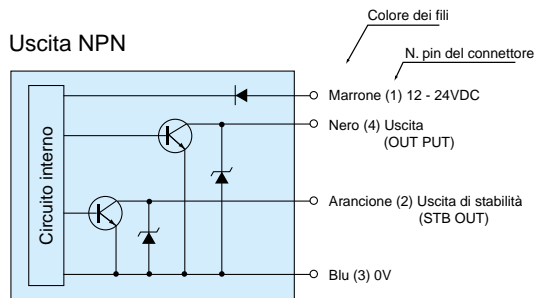 Colore dei fili
Uscita NPN
N. pin del connettore
Marrone (1) 12 - 24VDC
Nero (4) Uscita
(OUT PUT)
Circuito interno
Arancione (2) Uscita di stabilità
(STB OUT)
Blu (3) 0V